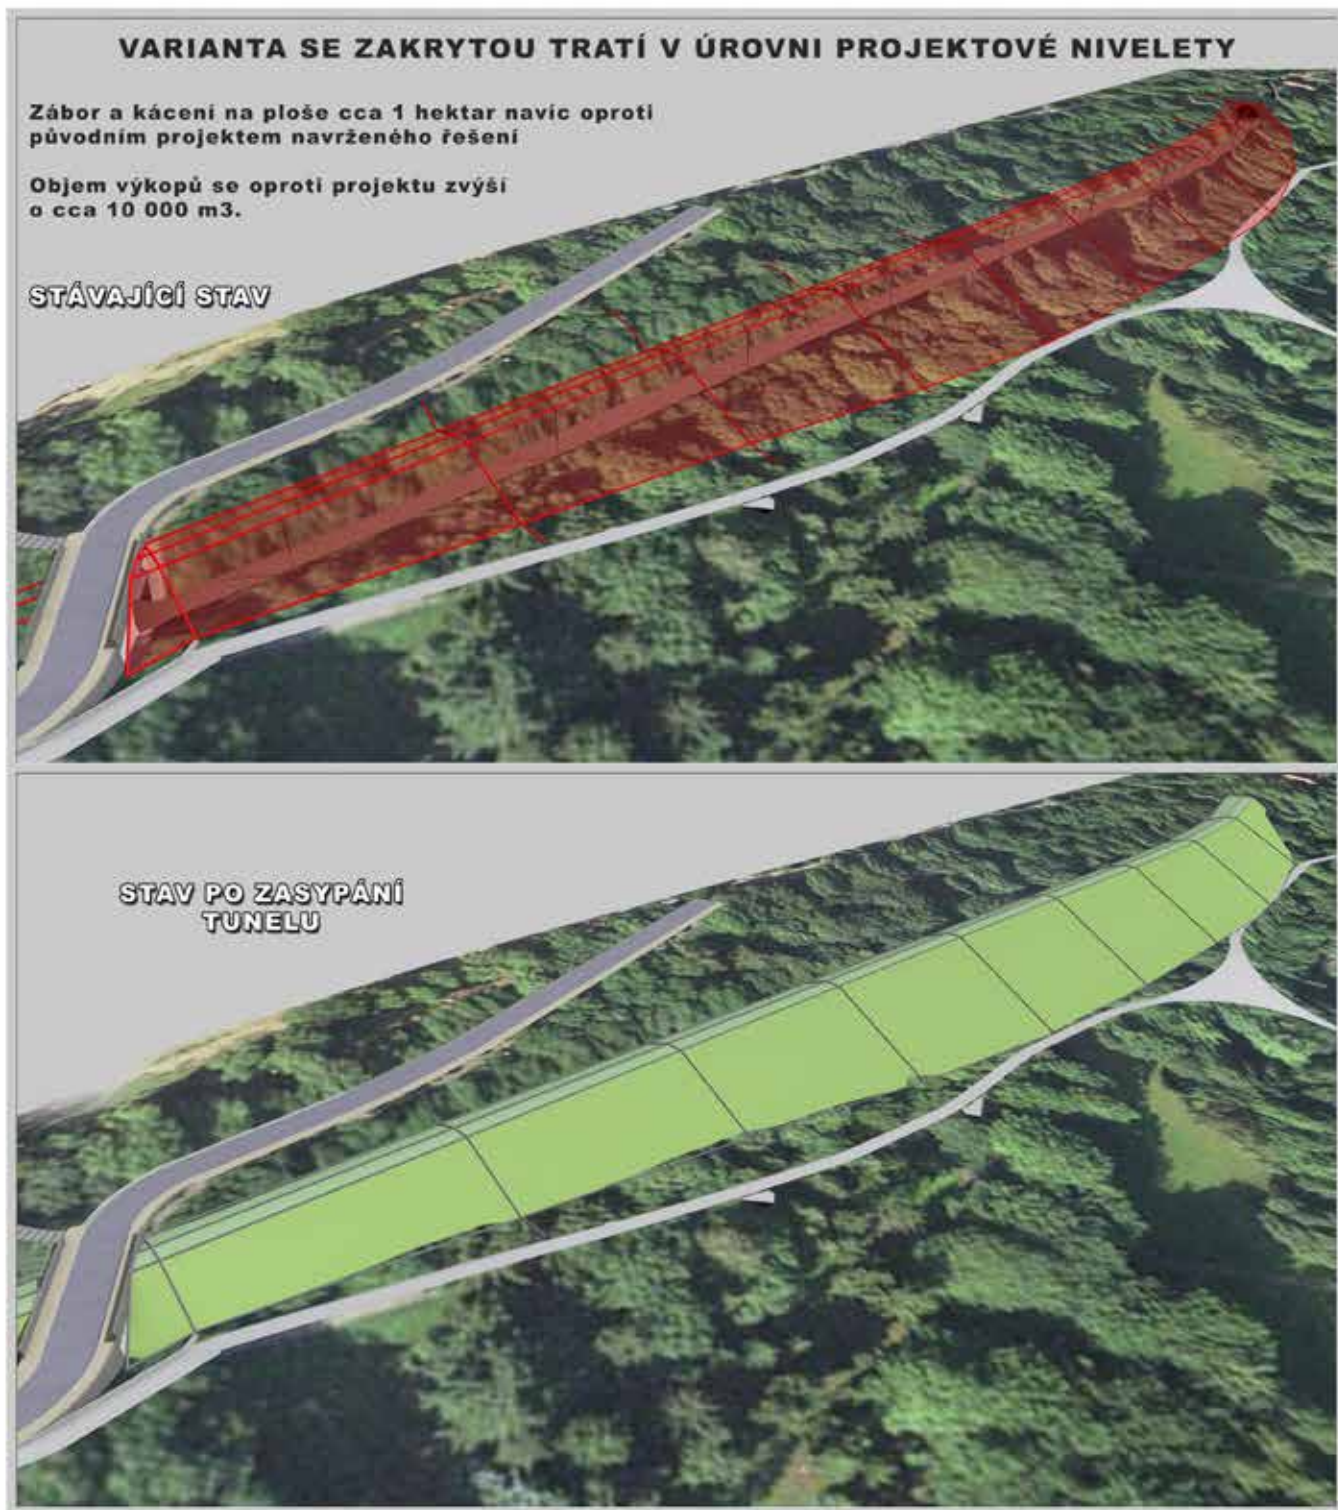 VARIANTA SE ZAKRYTOU TRATÍ V ÚROVNI PROJEKTOVÉ NIVELETY
Zábor a kácení na ploše cca 1 hektar navíc oproti
původním projektem navrženého řešení
Objem výkopů se oproti projektu zvýší
o cca 10 000 m3.
STÁVAJÍCÍ STAV
STAV PO ZASYPÁNÍ
TUNELU